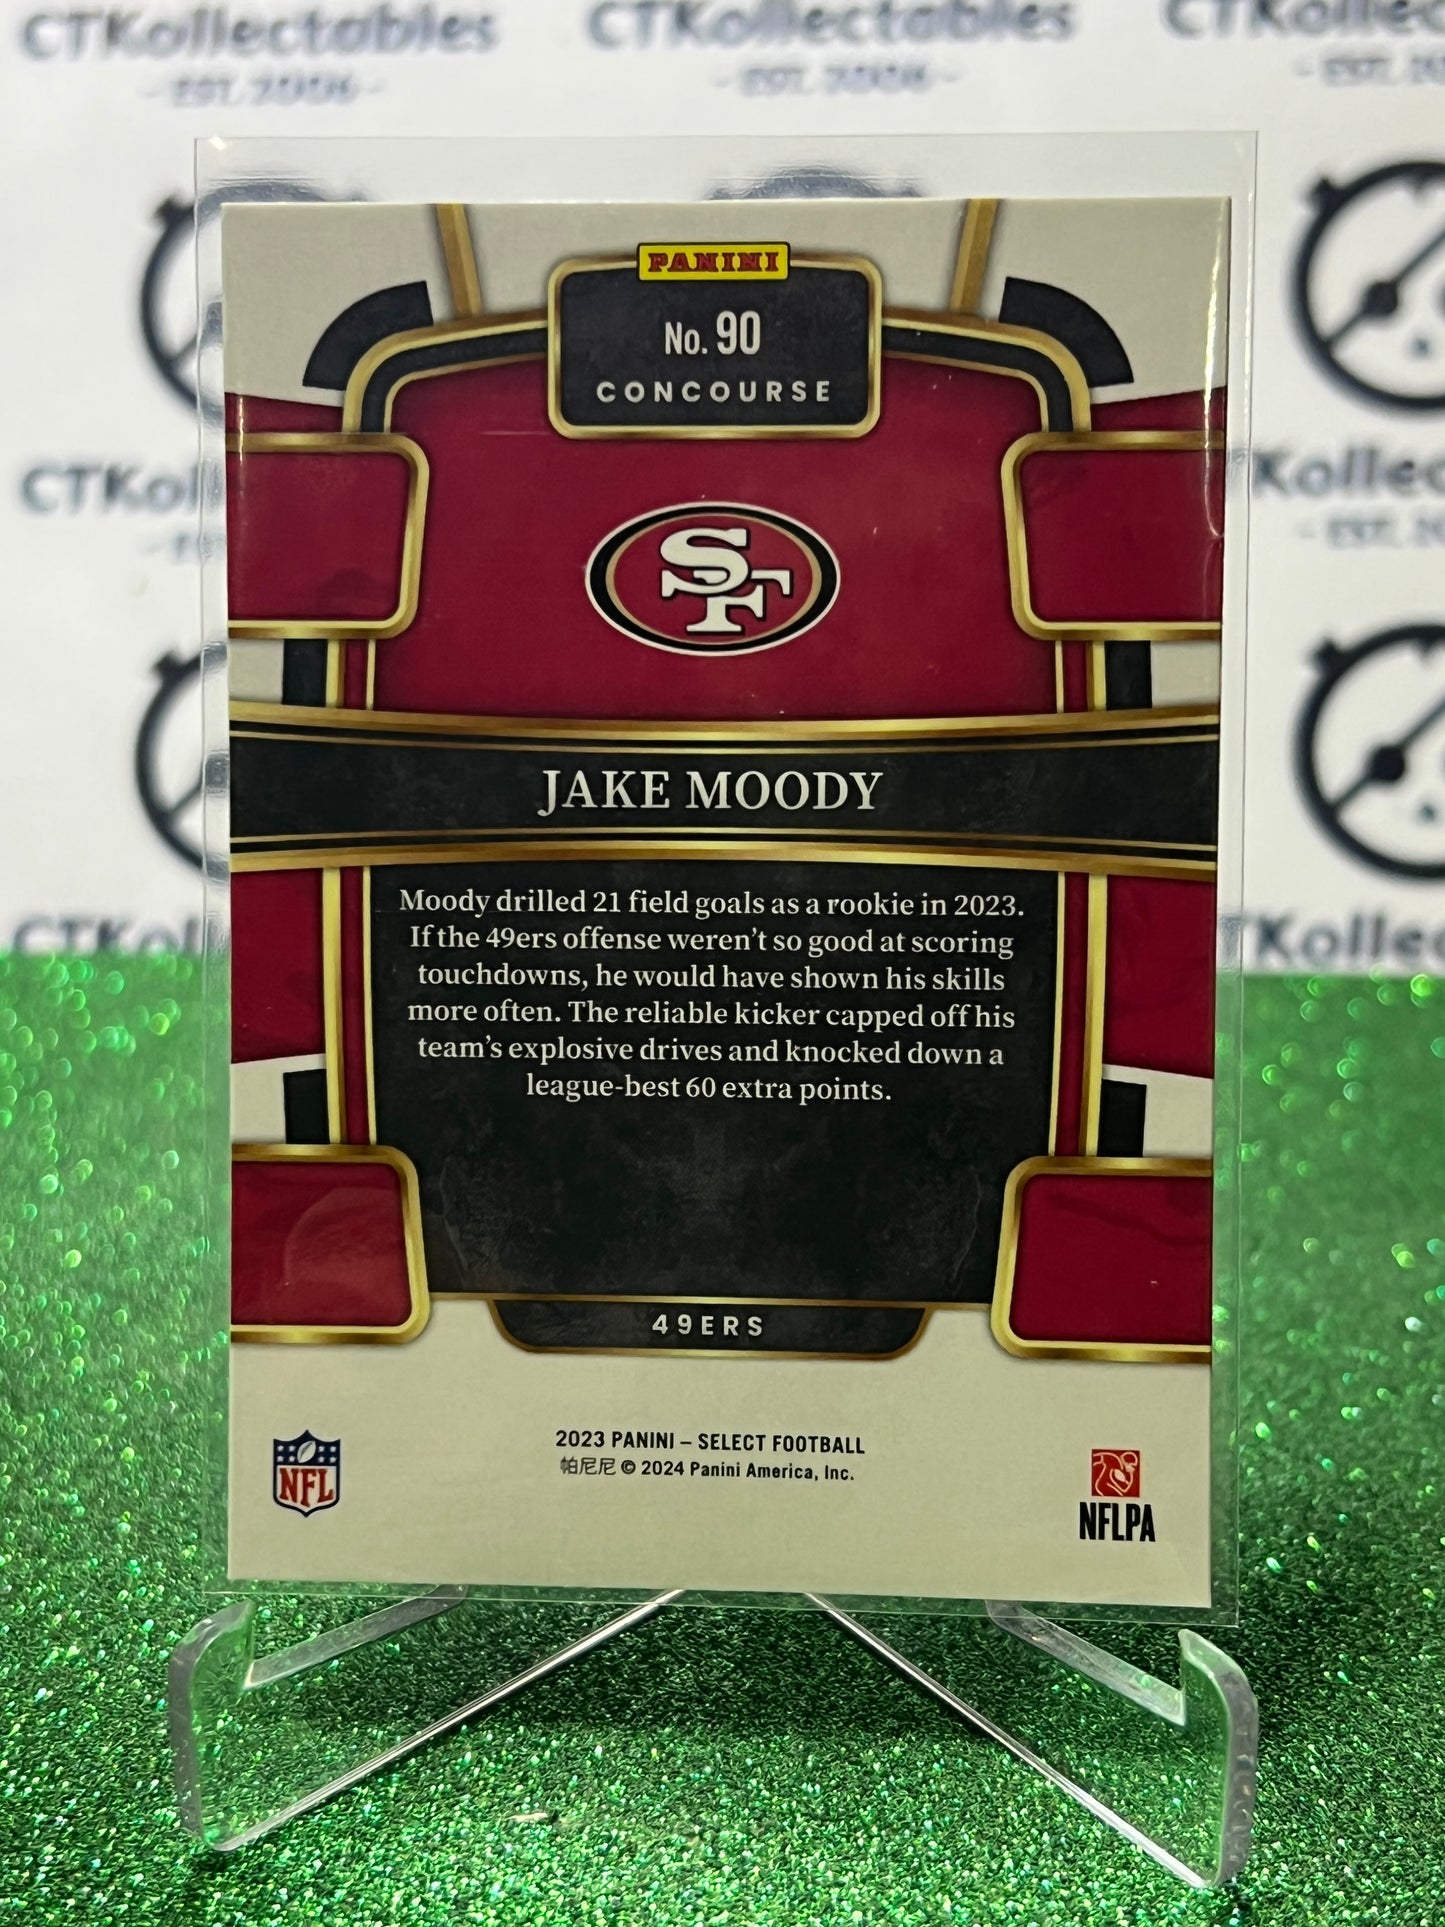 CTKollectables CTKollectables CTKollectables
- EST. 2006 - - EST. 2006 -
PANINI
No. 90
CONCOURSE
SF
JAKE MOODY
Moody drilled 21 field goals as a rookie in 2023.
If the 49ers offense weren't so good at scoring
touchdowns, he would have shown his skills
more often. The reliable kicker capped off his
team's explosive drives and knocked down a
league-best 60 extra points.
49ERS
2023 PANINI – SELECT FOOTBALL
帕尼尼 © 2024 Panini America, Inc.
NFL
NFLPA